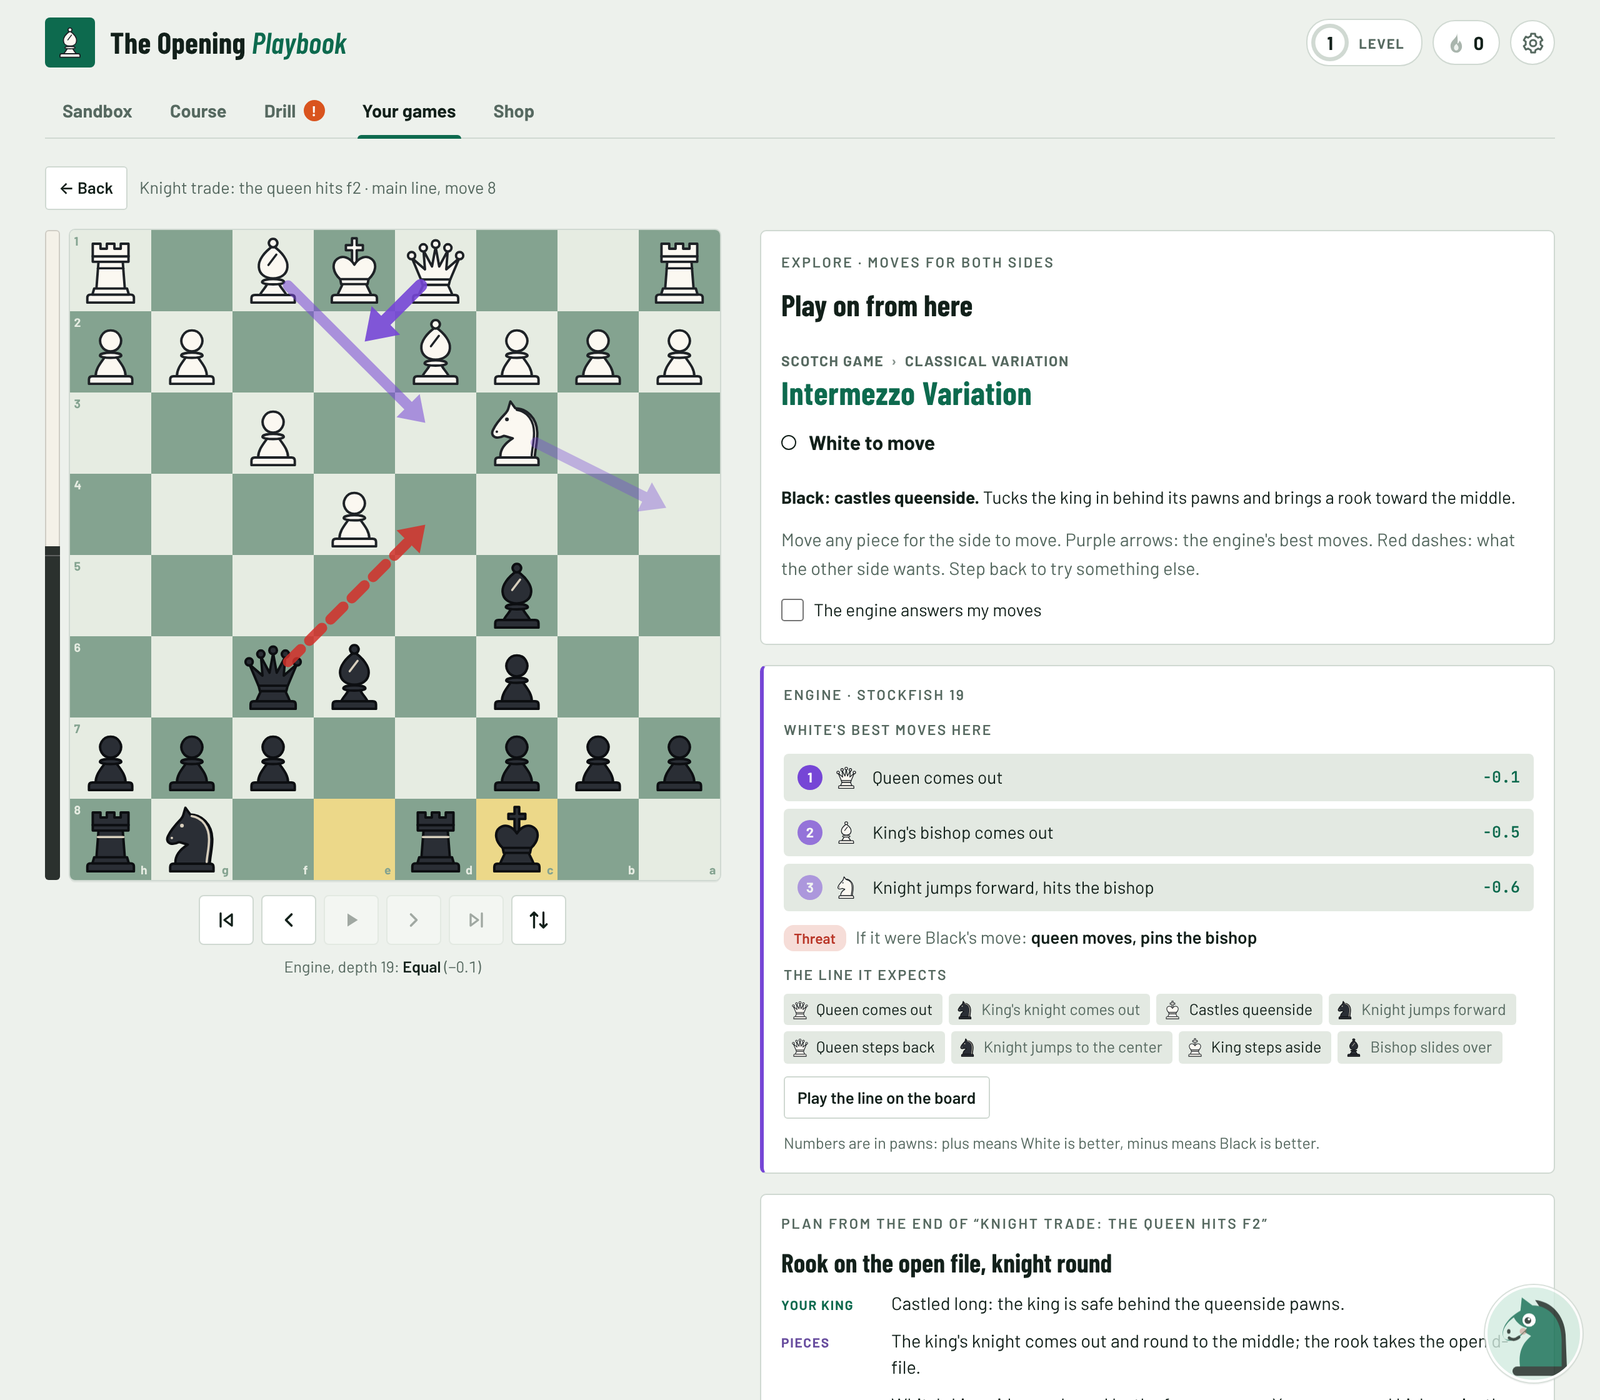 The Opening Playbook
1 LEVEL
0
Sandbox Course Drill ! Your games Shop
← Back
Knight trade: the queen hits f2 · main line, move 8
1
2
3
4
5
6
7
8
h g f e d c b a
Engine, depth 19: Equal (−0.1)
EXPLORE · MOVES FOR BOTH SIDES
Play on from here
SCOTCH GAME › CLASSICAL VARIATION
Intermezzo Variation
White to move
Black: castles queenside. Tucks the king in behind its pawns and brings a rook toward the middle.
Move any piece for the side to move. Purple arrows: the engine's best moves. Red dashes: what
the other side wants. Step back to try something else.
The engine answers my moves
ENGINE · STOCKFISH 19
WHITE'S BEST MOVES HERE
1 Queen comes out -0.1
2 King's bishop comes out -0.5
3 Knight jumps forward, hits the bishop -0.6
Threat If it were Black's move: queen moves, pins the bishop
THE LINE IT EXPECTS
Queen comes out King's knight comes out Castles queenside Knight jumps forward
Queen steps back Knight jumps to the center King steps aside Bishop slides over
Play the line on the board
Numbers are in pawns: plus means White is better, minus means Black is better.
PLAN FROM THE END OF “KNIGHT TRADE: THE QUEEN HITS F2”
Rook on the open file, knight round
YOUR KING Castled long: the king is safe behind the queenside pawns.
PIECES The king's knight comes out and round to the middle; the rook takes the open d-
file.